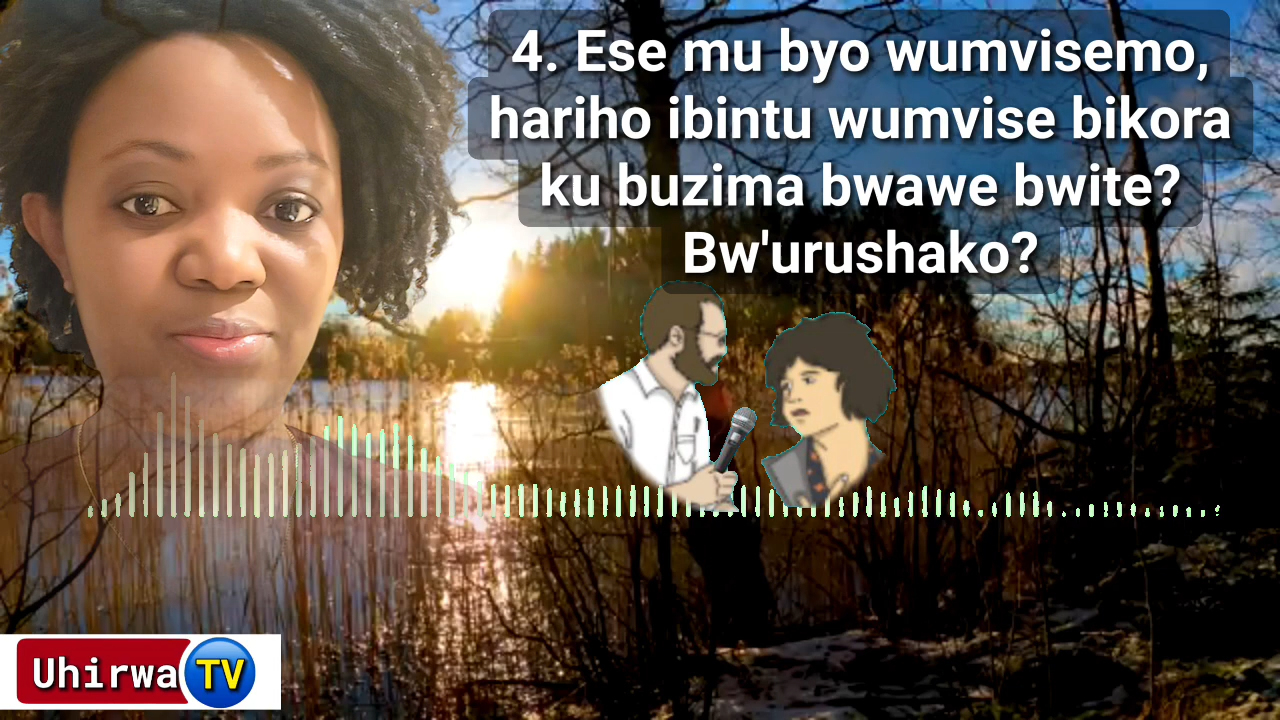 4. Ese mu byo wumvisemo,
hariho ibintu wumvise bikora
ku buzima bwawe bwite?
Bw'urushako?
Uhirwa TV